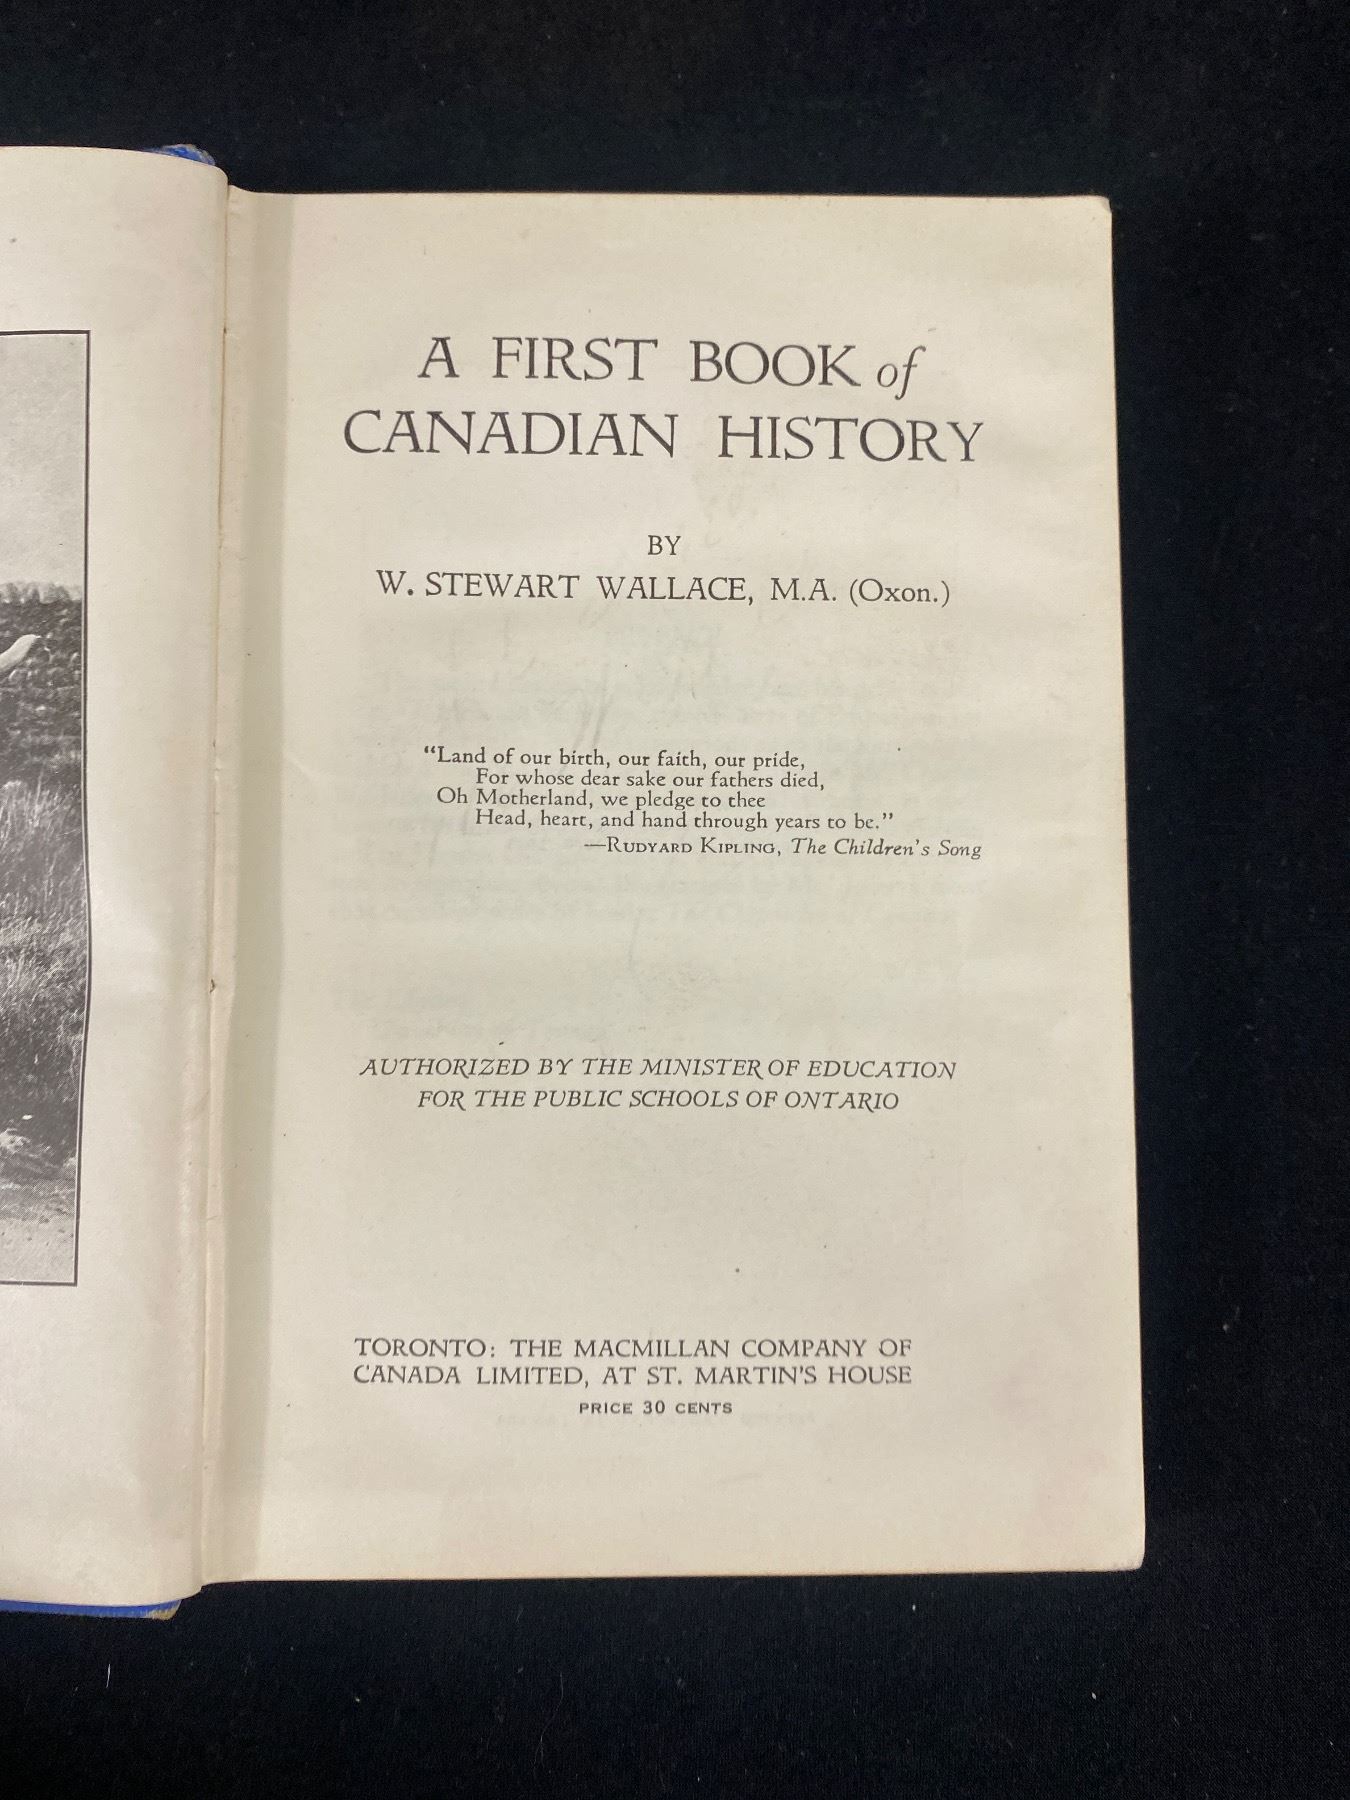 A FIRST BOOK of
CANADIAN HISTORY
BY
W. STEWART WALLACE, M.A. (Oxon.)
“Land of our birth, our faith, our pride,
For whose dear sake our fathers died,
Oh Motherland, we pledge to thee
Head, heart, and hand through years to be.”
—RUDYARD KIPLING, The Children's Song
AUTHORIZED BY THE MINISTER OF EDUCATION
FOR THE PUBLIC SCHOOLS OF ONTARIO
TORONTO: THE MACMILLAN COMPANY OF
CANADA LIMITED, AT ST. MARTIN'S HOUSE
PRICE 30 CENTS